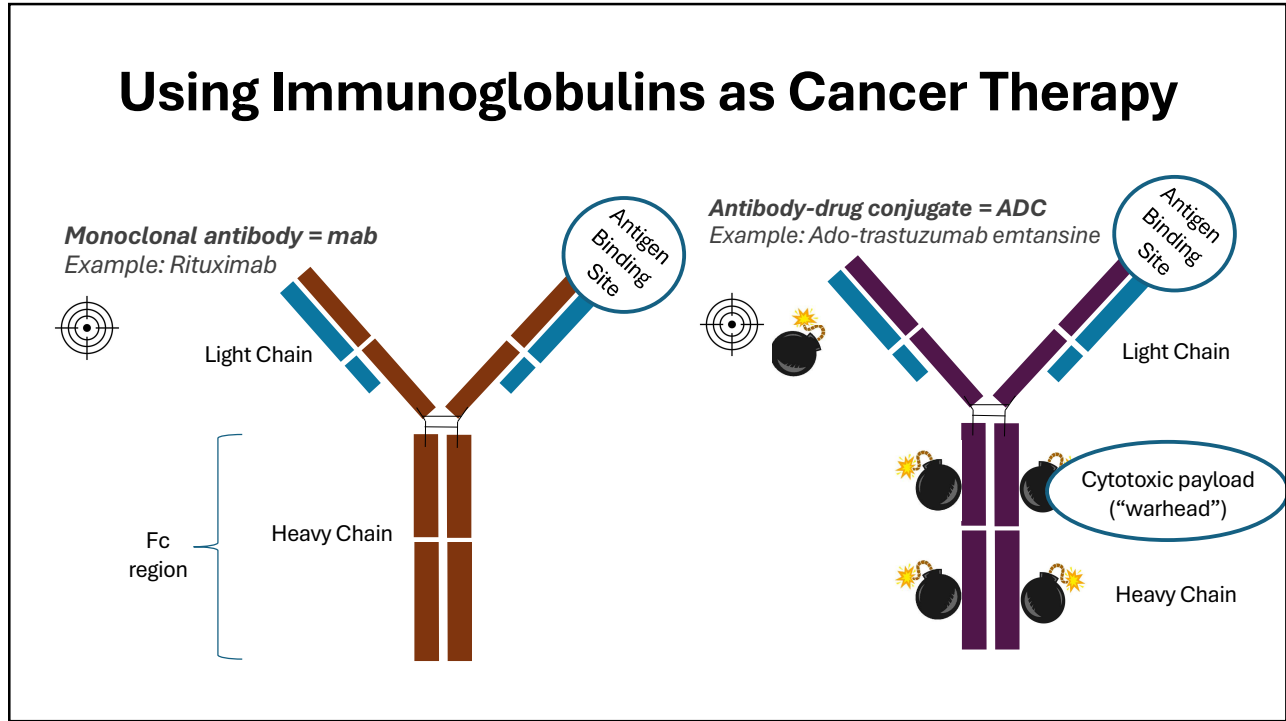 Using Immunoglobulins as Cancer Therapy
Monoclonal antibody = mab
Example: Rituximab
Antigen
Binding
Site
Light Chain
Fc
region
Heavy Chain
Antibody-drug conjugate = ADC
Example: Ado-trastuzumab emtansine
Antigen
Binding
Site
Light Chain
Cytotoxic payload
(“warhead”)
Heavy Chain